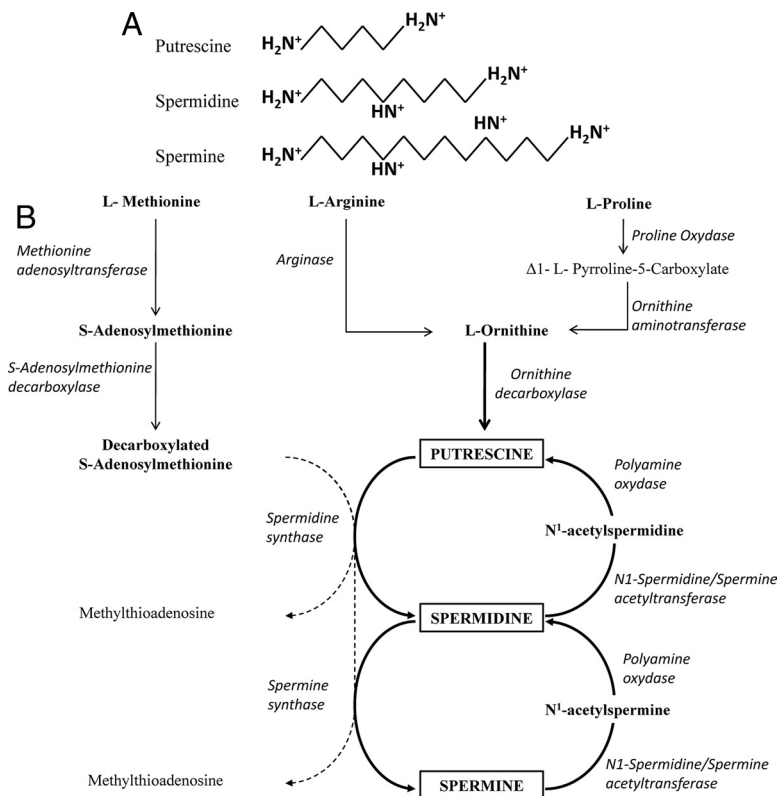 A
Putrescine
H₂N⁺
H₂N⁺
Spermidine
H₂N⁺
HN⁺
H₂N⁺
Spermine
H₂N⁺
HN⁺
HN⁺
H₂N⁺
B
L- Methionine
L-Arginine
L-Proline
Methionine
adenosyltransferase
Arginase
Proline Oxydase
Δ1- L- Pyrroline-5-Carboxylate
Ornithine
aminotransferase
S-Adenosylmethionine
L-Ornithine
S-Adenosylmethionine
decarboxylase
Ornithine
decarboxylase
Decarboxylated
S-Adenosylmethionine
PUTRESCINE
Polyamine
oxydase
Spermidine
synthase
N¹-acetylspermidine
N1-Spermidine/Spermine
acetyltransferase
Methylthioadenosine
SPERMIDINE
Polyamine
oxydase
Spermine
synthase
N¹-acetylspermine
N1-Spermidine/Spermine
acetyltransferase
Methylthioadenosine
SPERMINE